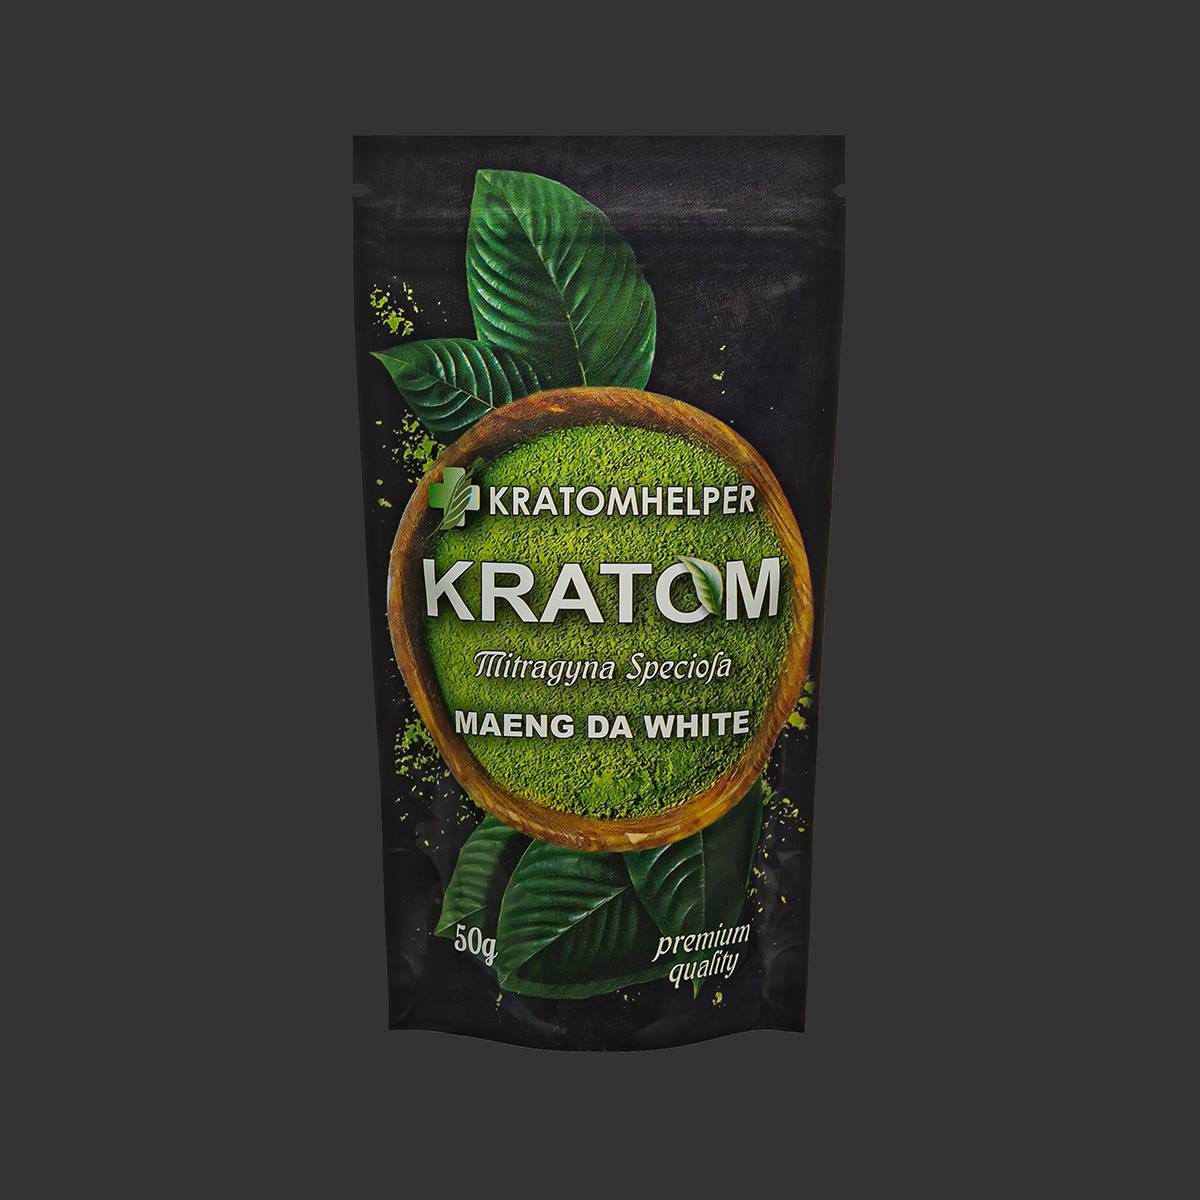 KRATOMHELPER
KRATOM
Mitragyna Speciosa
MAENG DA WHITE
50g
premium
quality